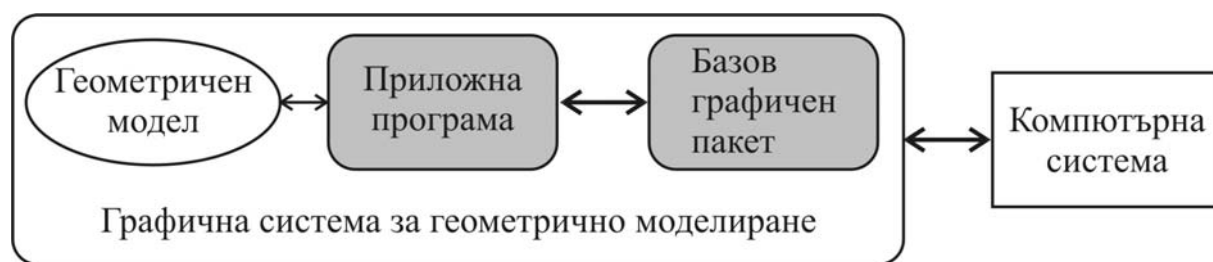 Геометричен
модел
Приложна
програма
Базов
графичен
пакет
Компютърна
система
Графична система за геометрично моделиране